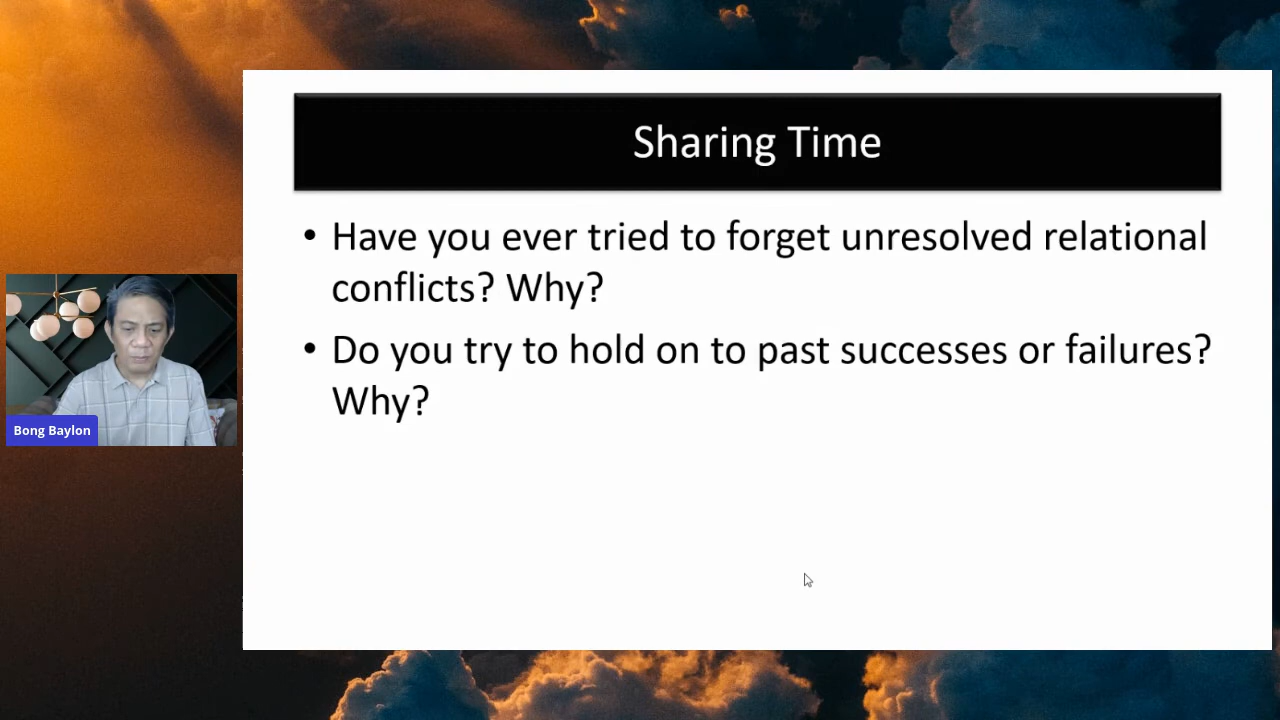 Sharing Time
• Have you ever tried to forget unresolved relational
conflicts? Why?
• Do you try to hold on to past successes or failures?
Why?
Bong Baylon